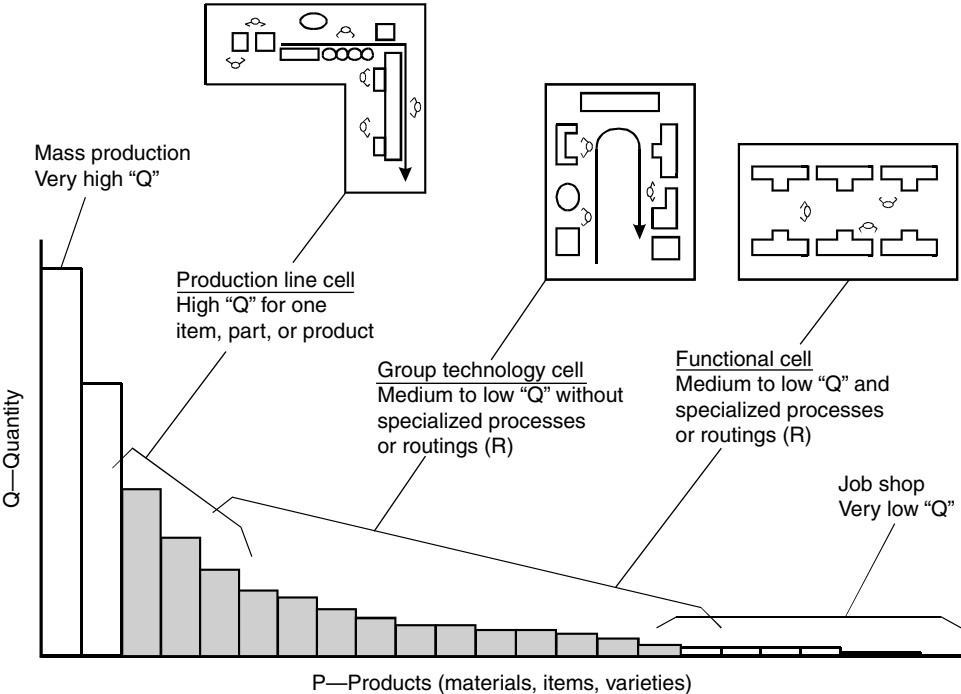 Mass production
Very high “Q”
Production line cell
High “Q” for one
item, part, or product
Group technology cell
Medium to low “Q” without
specialized processes
or routings (R)
Functional cell
Medium to low “Q” and
specialized processes
or routings (R)
Job shop
Very low “Q”
Q—Quantity
P—Products (materials, items, varieties)